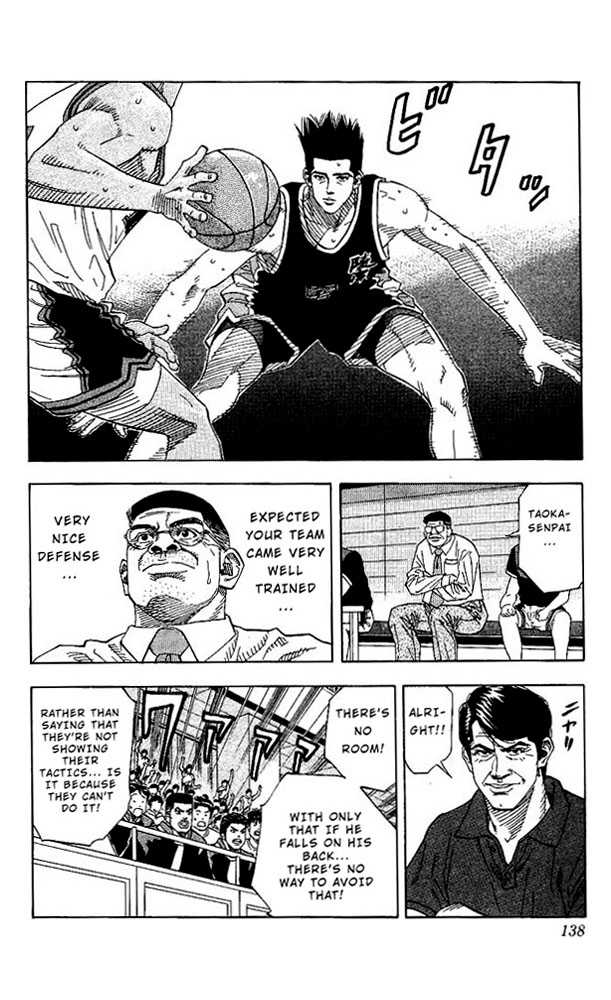 ビタッ
TAOKA-
SENPAI
...
EXPECTED
YOUR TEAM
CAME VERY
WELL
TRAINED
...
VERY
NICE
DEFENSE
...
ALRI-
GHT!!
ニヤリ
THERE'S
NO
ROOM!
WITH ONLY
THAT IF HE
FALLS ON HIS
BACK...
THERE'S NO
WAY TO AVOID
THAT!
ワアアア
RATHER THAN
SAYING THAT
THEY'RE NOT
SHOWING
THEIR
TACTICS... IS
IT BECAUSE
THEY CAN'T
DO IT!
138